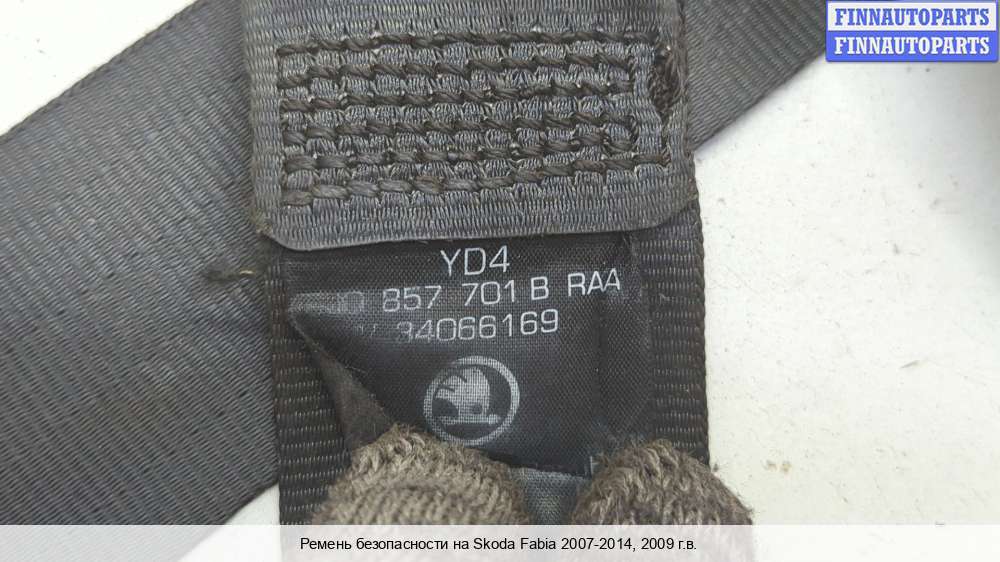 FINNAUTOPARTS
FINNAUTOPARTS
YD4
857 701 B RAA
34066169
Ремень безопасности на Skoda Fabia 2007-2014, 2009 г.в.